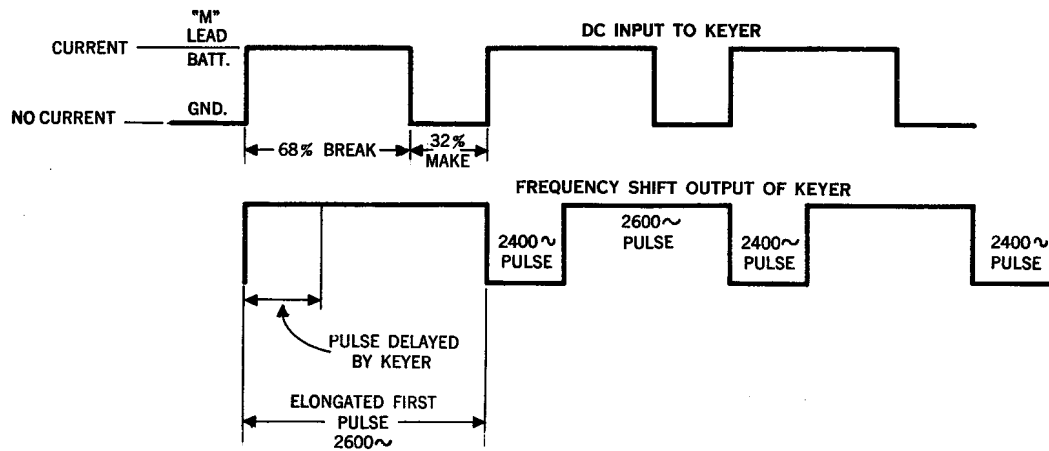 "M"
LEAD
BATT.
CURRENT
DC INPUT TO KEYER
GND.
NO CURRENT
68% BREAK
32%
MAKE
FREQUENCY SHIFT OUTPUT OF KEYER
2400~
PULSE
2600~
PULSE
2400~
PULSE
2400~
PULSE
PULSE DELAYED
BY KEYER
ELONGATED FIRST
PULSE
2600~